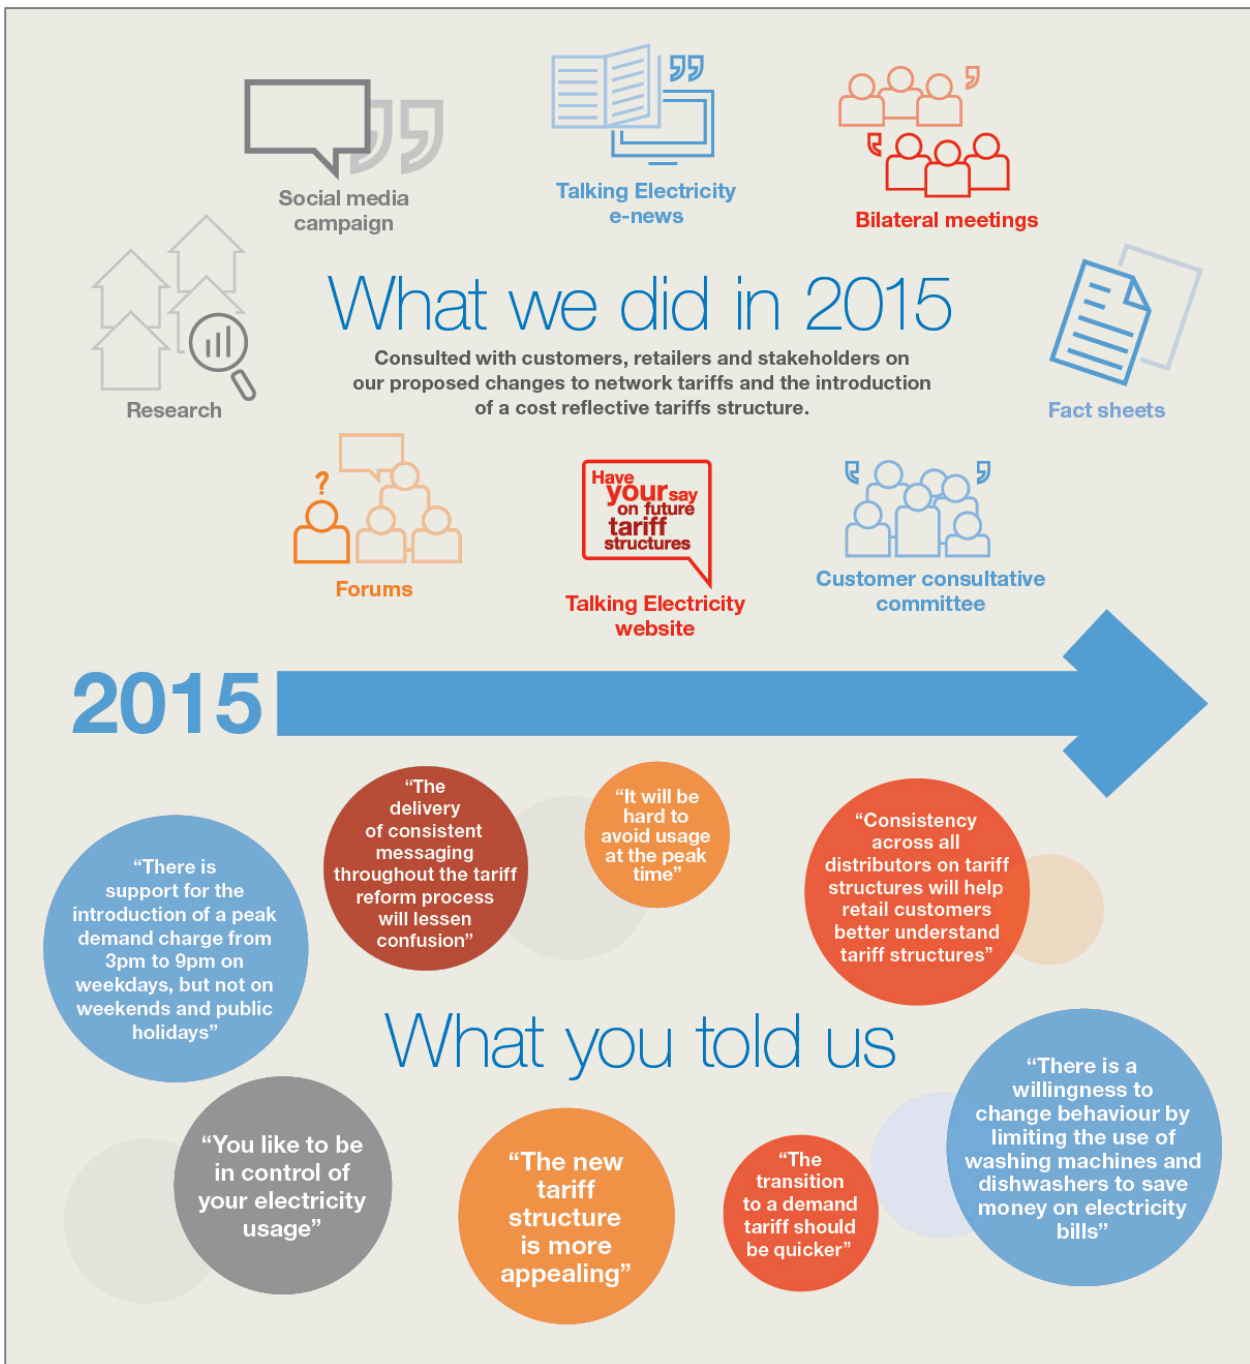 Social media
campaign
Talking Electricity
e-news
Bilateral meetings
Research
What we did in 2015
Consulted with customers, retailers and stakeholders on
our proposed changes to network tariffs and the introduction
of a cost reflective tariffs structure.
Fact sheets
?
Forums
Have
your say
on future
tariff
structures
Talking Electricity
website
Customer consultative
committee
2015
“There is
support for the
introduction of a peak
demand charge from
3pm to 9pm on
weekdays, but not on
weekends and public
holidays”
“The
delivery
of consistent
messaging
throughout the tariff
reform process
will lessen
confusion”
“It will be
hard to
avoid usage
at the peak
time”
“Consistency
across all
distributors on tariff
structures will help
retail customers
better understand
tariff structures”
What you told us
“You like to be
in control of
your electricity
usage”
“The new
tariff
structure
is more
appealing”
“The
transition
to a demand
tariff should
be quicker”
“There is a
willingness to
change behaviour by
limiting the use of
washing machines and
dishwashers to save
money on electricity
bills”